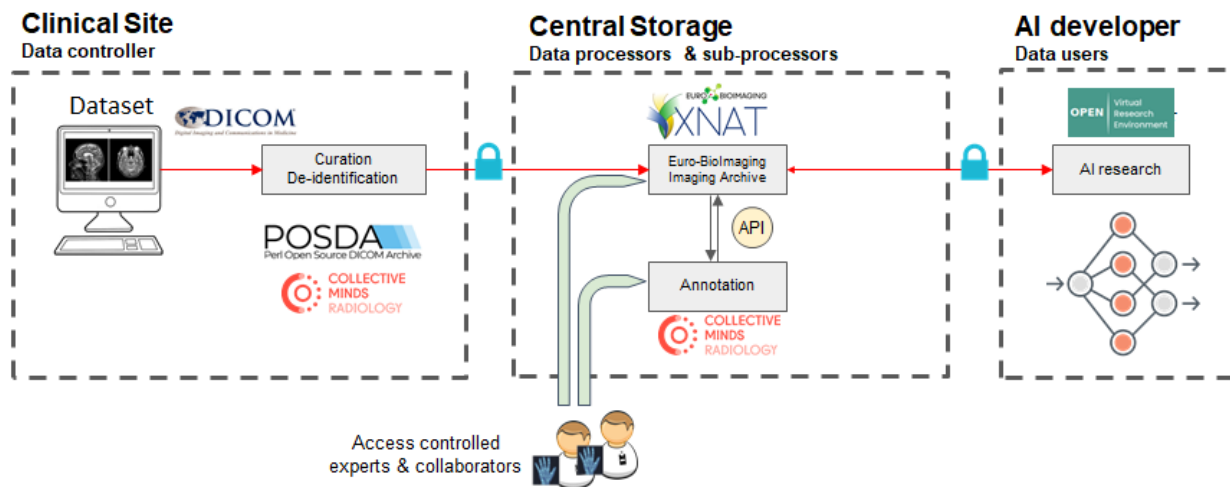 Clinical Site
Data controller
Dataset
DICOM
Digital Imaging and Communications in Medicine
Curation
De-identification
POSDA
Perl Open Source DICOM Archive
COLLECTIVE
MINDS
RADIOLOGY
Central Storage
Data processors & sub-processors
EURO BIOIMAGING
XNAT
Euro-BioImaging
Imaging Archive
API
Annotation
COLLECTIVE
MINDS
RADIOLOGY
AI developer
Data users
OPEN
Virtual
Research
Environment
AI research
Access controlled
experts & collaborators